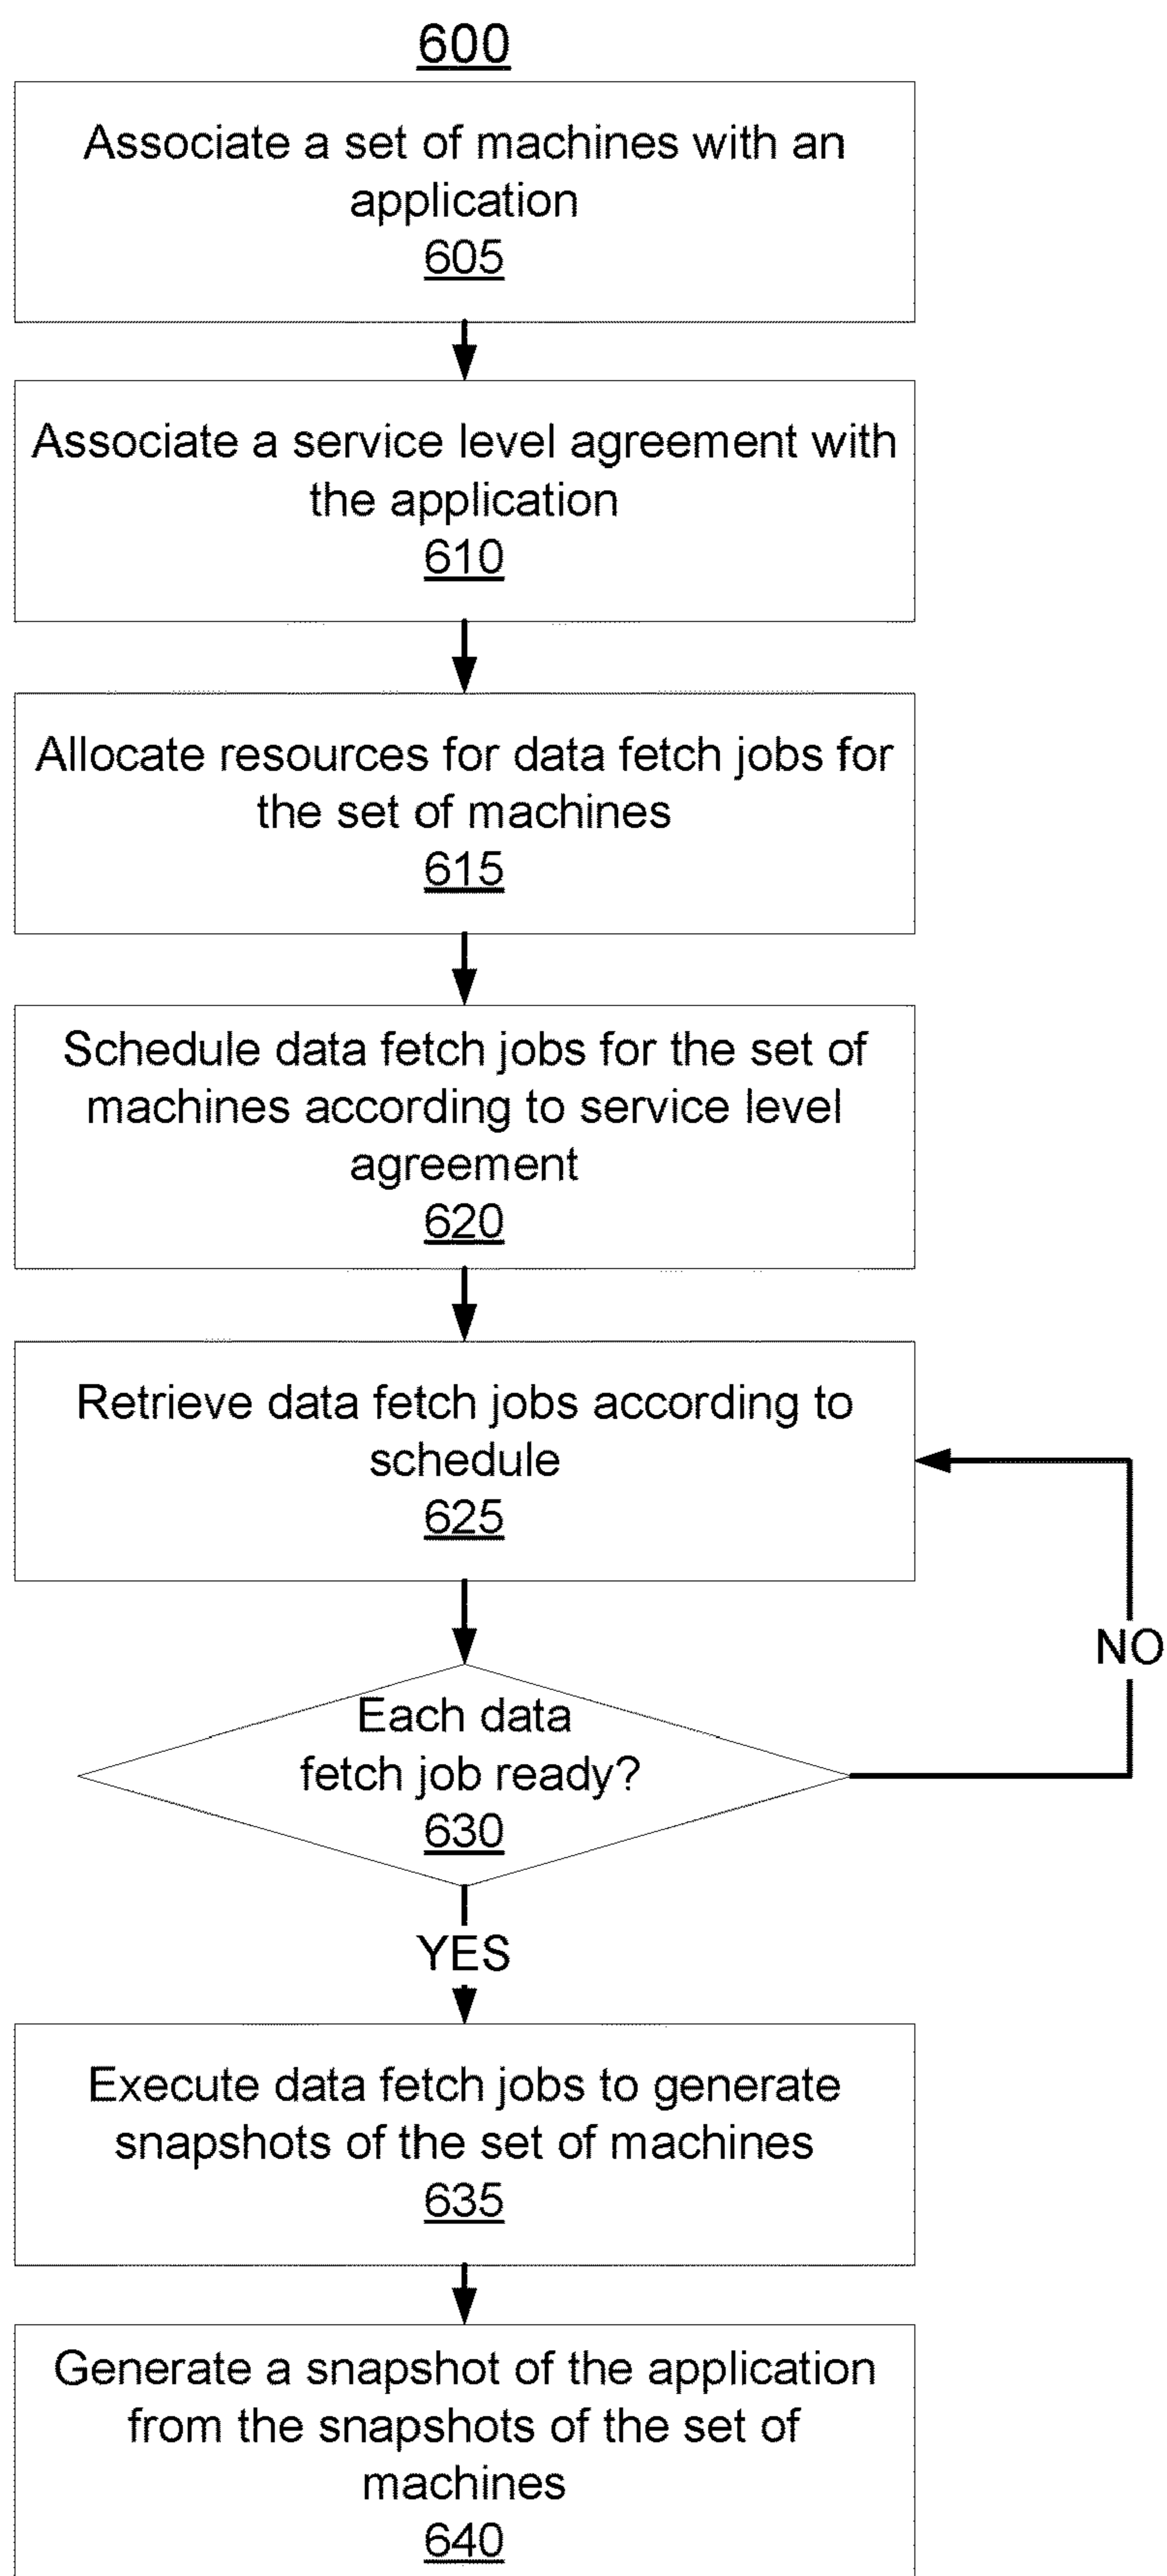 600
Associate a set of machines with an
application
605
Associate a service level agreement with
the application
610
Allocate resources for data fetch jobs for
the set of machines
615
Schedule data fetch jobs for the set of
machines according to service level
agreement
620
Retrieve data fetch jobs according to
schedule
625
NO
Each data
fetch job ready?
630
YES
Execute data fetch jobs to generate
snapshots of the set of machines
635
Generate a snapshot of the application
from the snapshots of the set of
machines
640